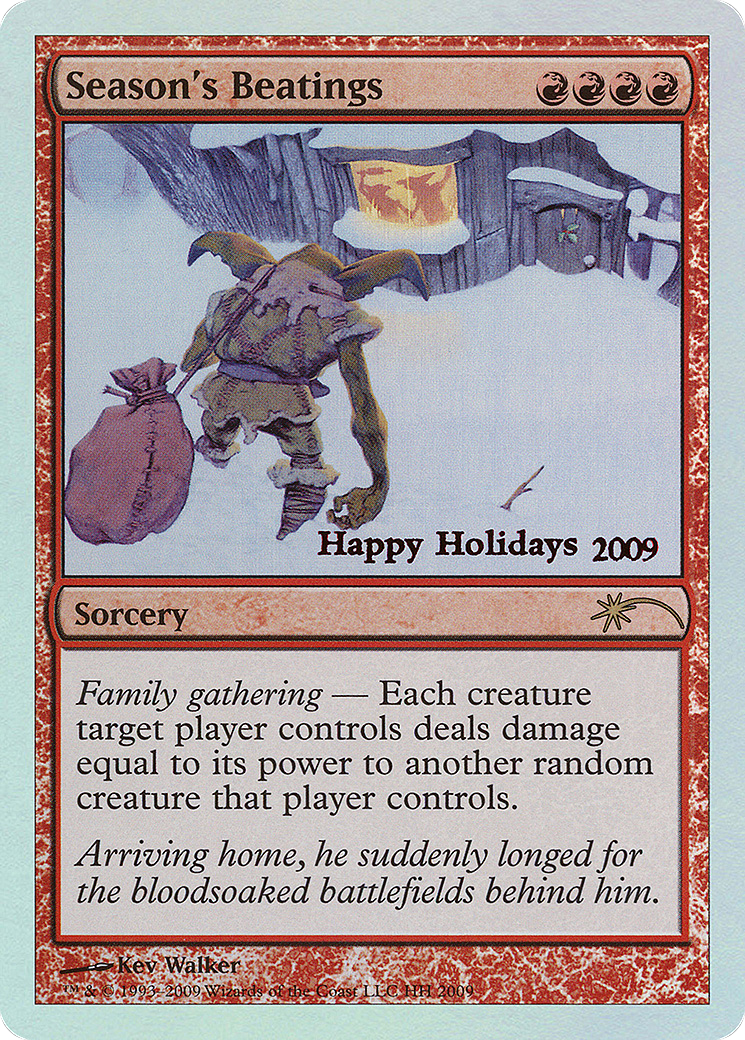 Season's Beatings
Happy Holidays 2009
Sorcery
Family gathering — Each creature
target player controls deals damage
equal to its power to another random
creature that player controls.
Arriving home, he suddenly longed for
the bloodsoaked battlefields behind him.
Kev Walker
™ & © 1993-2009 Wizards of the Coast LLC HH 2009